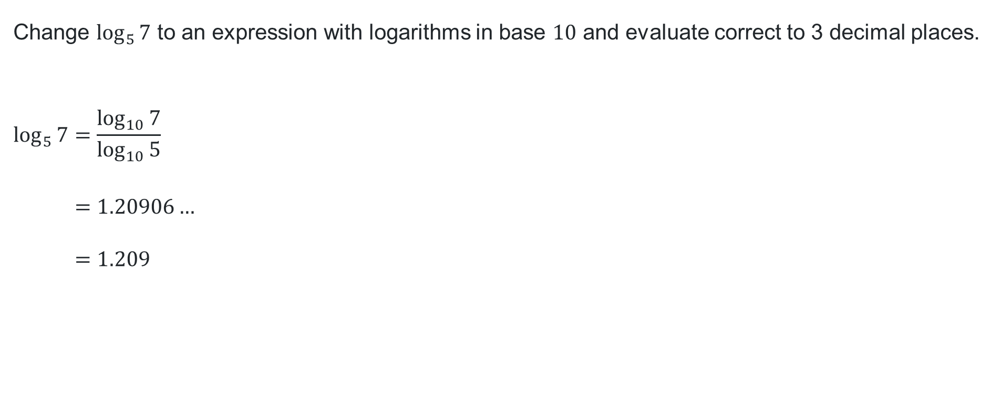 Change log₅ 7 to an expression with logarithms in base 10 and evaluate correct to 3 decimal places.
log₅ 7 = log₁₀ 7 / log₁₀ 5
= 1.20906 ...
= 1.209